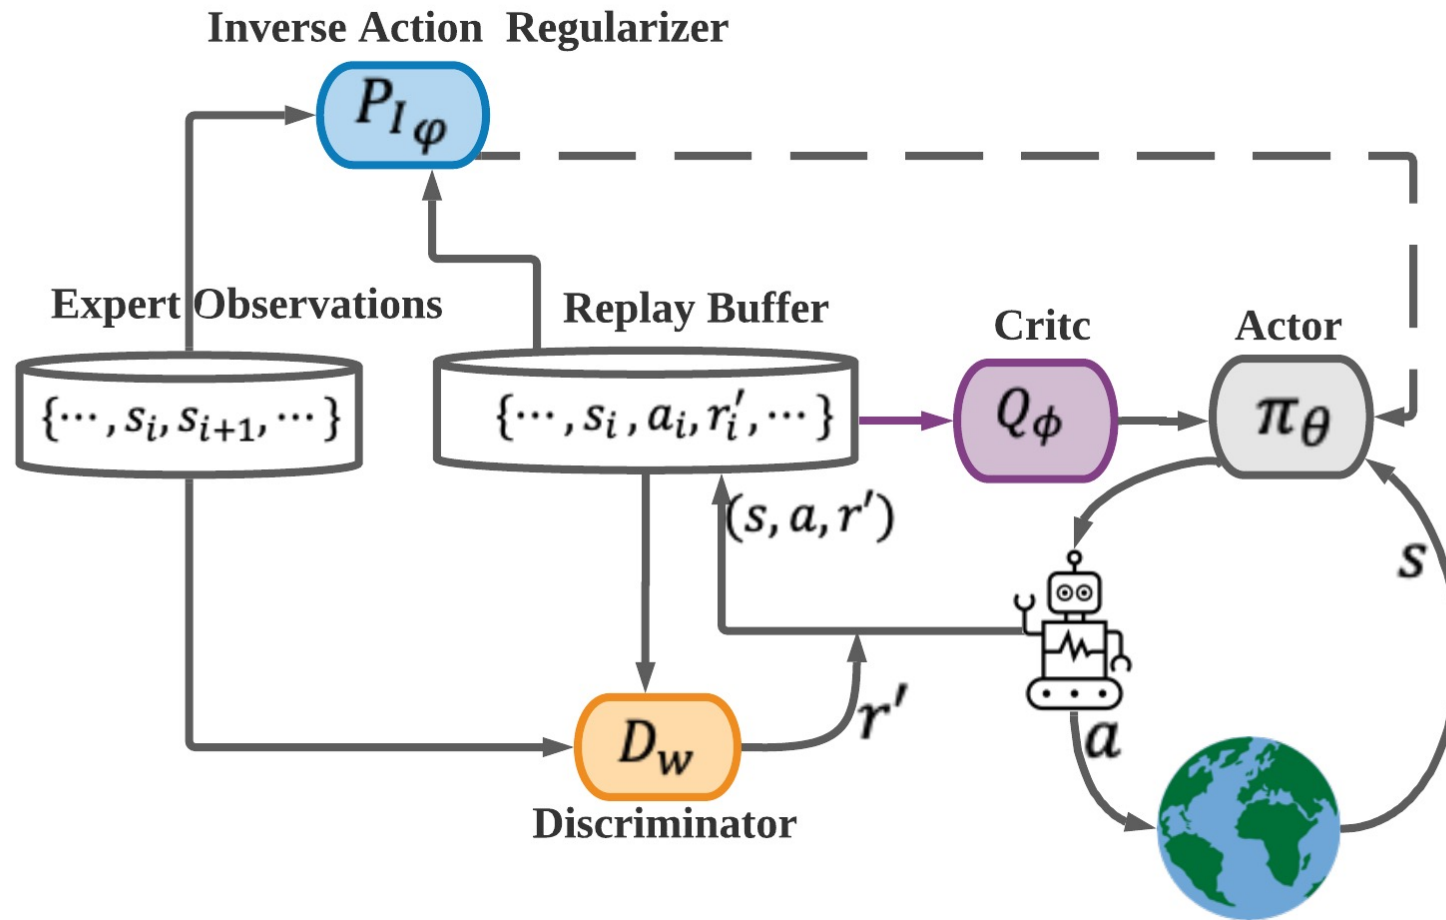 Inverse Action Regularizer
P_{I_φ}
Expert Observations
Replay Buffer
Critc
Actor
{⋯, s_i, s_{i+1}, ⋯}
{⋯, s_i, a_i, r'_i, ⋯}
Q_ϕ
π_θ
(s, a, r')
s
r'
a
D_w
Discriminator